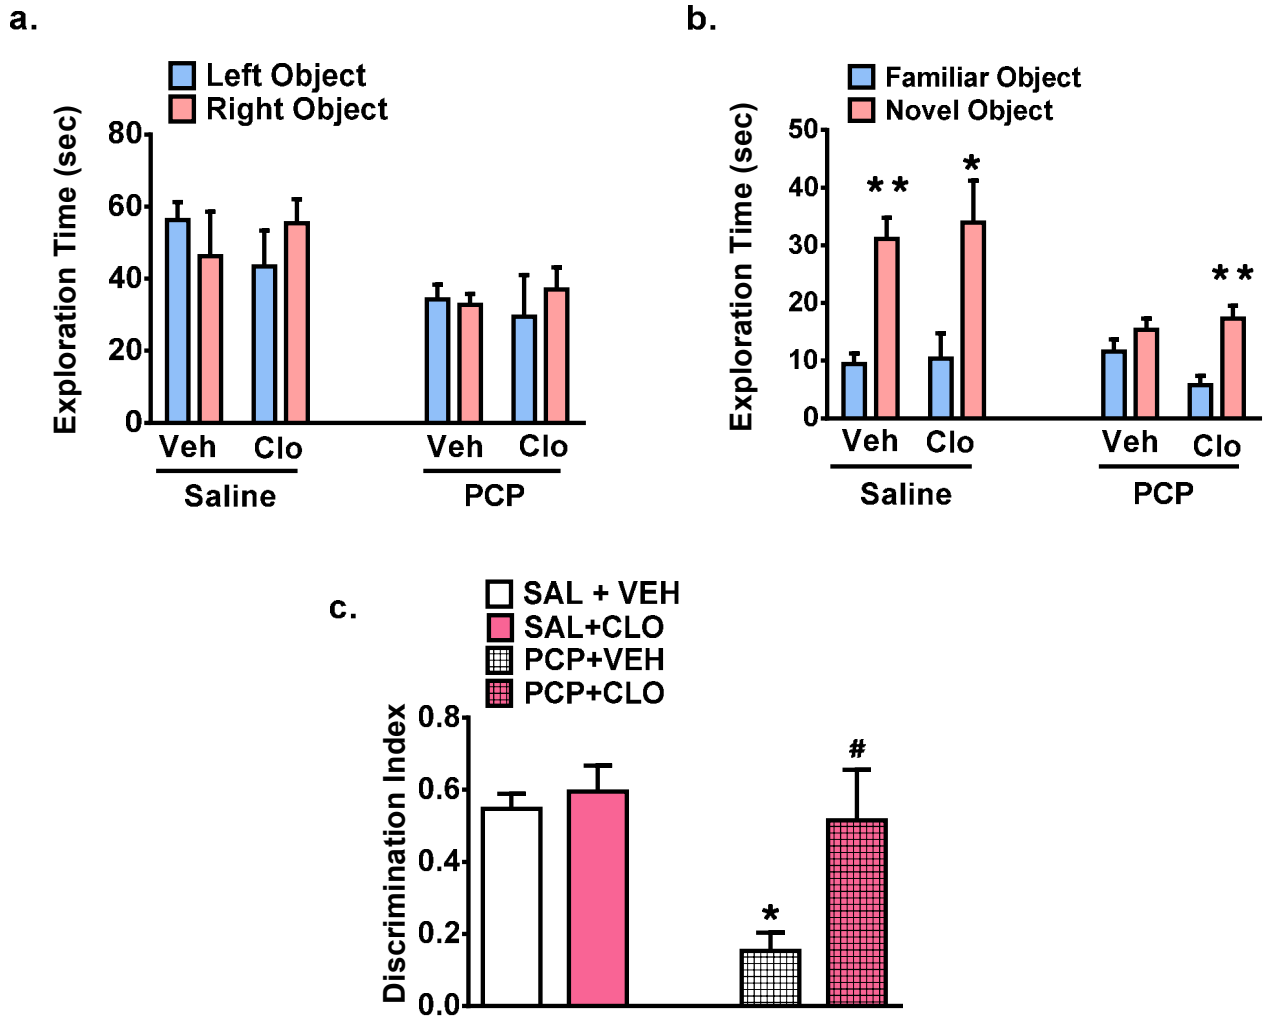 a.
Left Object
Right Object
Exploration Time (sec)
80
60
40
20
0
Veh Clo Veh Clo
Saline PCP
b.
Familiar Object
Novel Object
Exploration Time (sec)
50
40
30
20
10
0
** * **
Veh Clo Veh Clo
Saline PCP
c.
SAL + VEH
SAL+CLO
PCP+VEH
PCP+CLO
Discrimination Index
0.8
0.6
0.4
0.2
0.0
* #